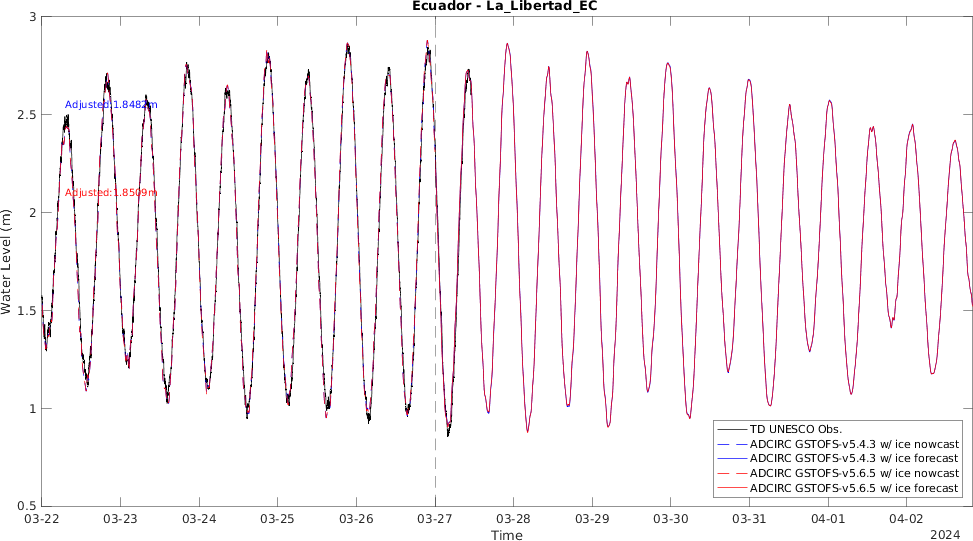 Ecuador - La_Libertad_EC
3
2.5
2
1.5
1
0.5
Water Level (m)
Adjusted:1.8482m
Adjusted:1.8509m
TD UNESCO Obs.
ADCIRC GSTOFS-v5.4.3 w/ ice nowcast
ADCIRC GSTOFS-v5.4.3 w/ ice forecast
ADCIRC GSTOFS-v5.6.5 w/ ice nowcast
ADCIRC GSTOFS-v5.6.5 w/ ice forecast
03-22 03-23 03-24 03-25 03-26 03-27 03-28 03-29 03-30 03-31 04-01 04-02
Time
2024